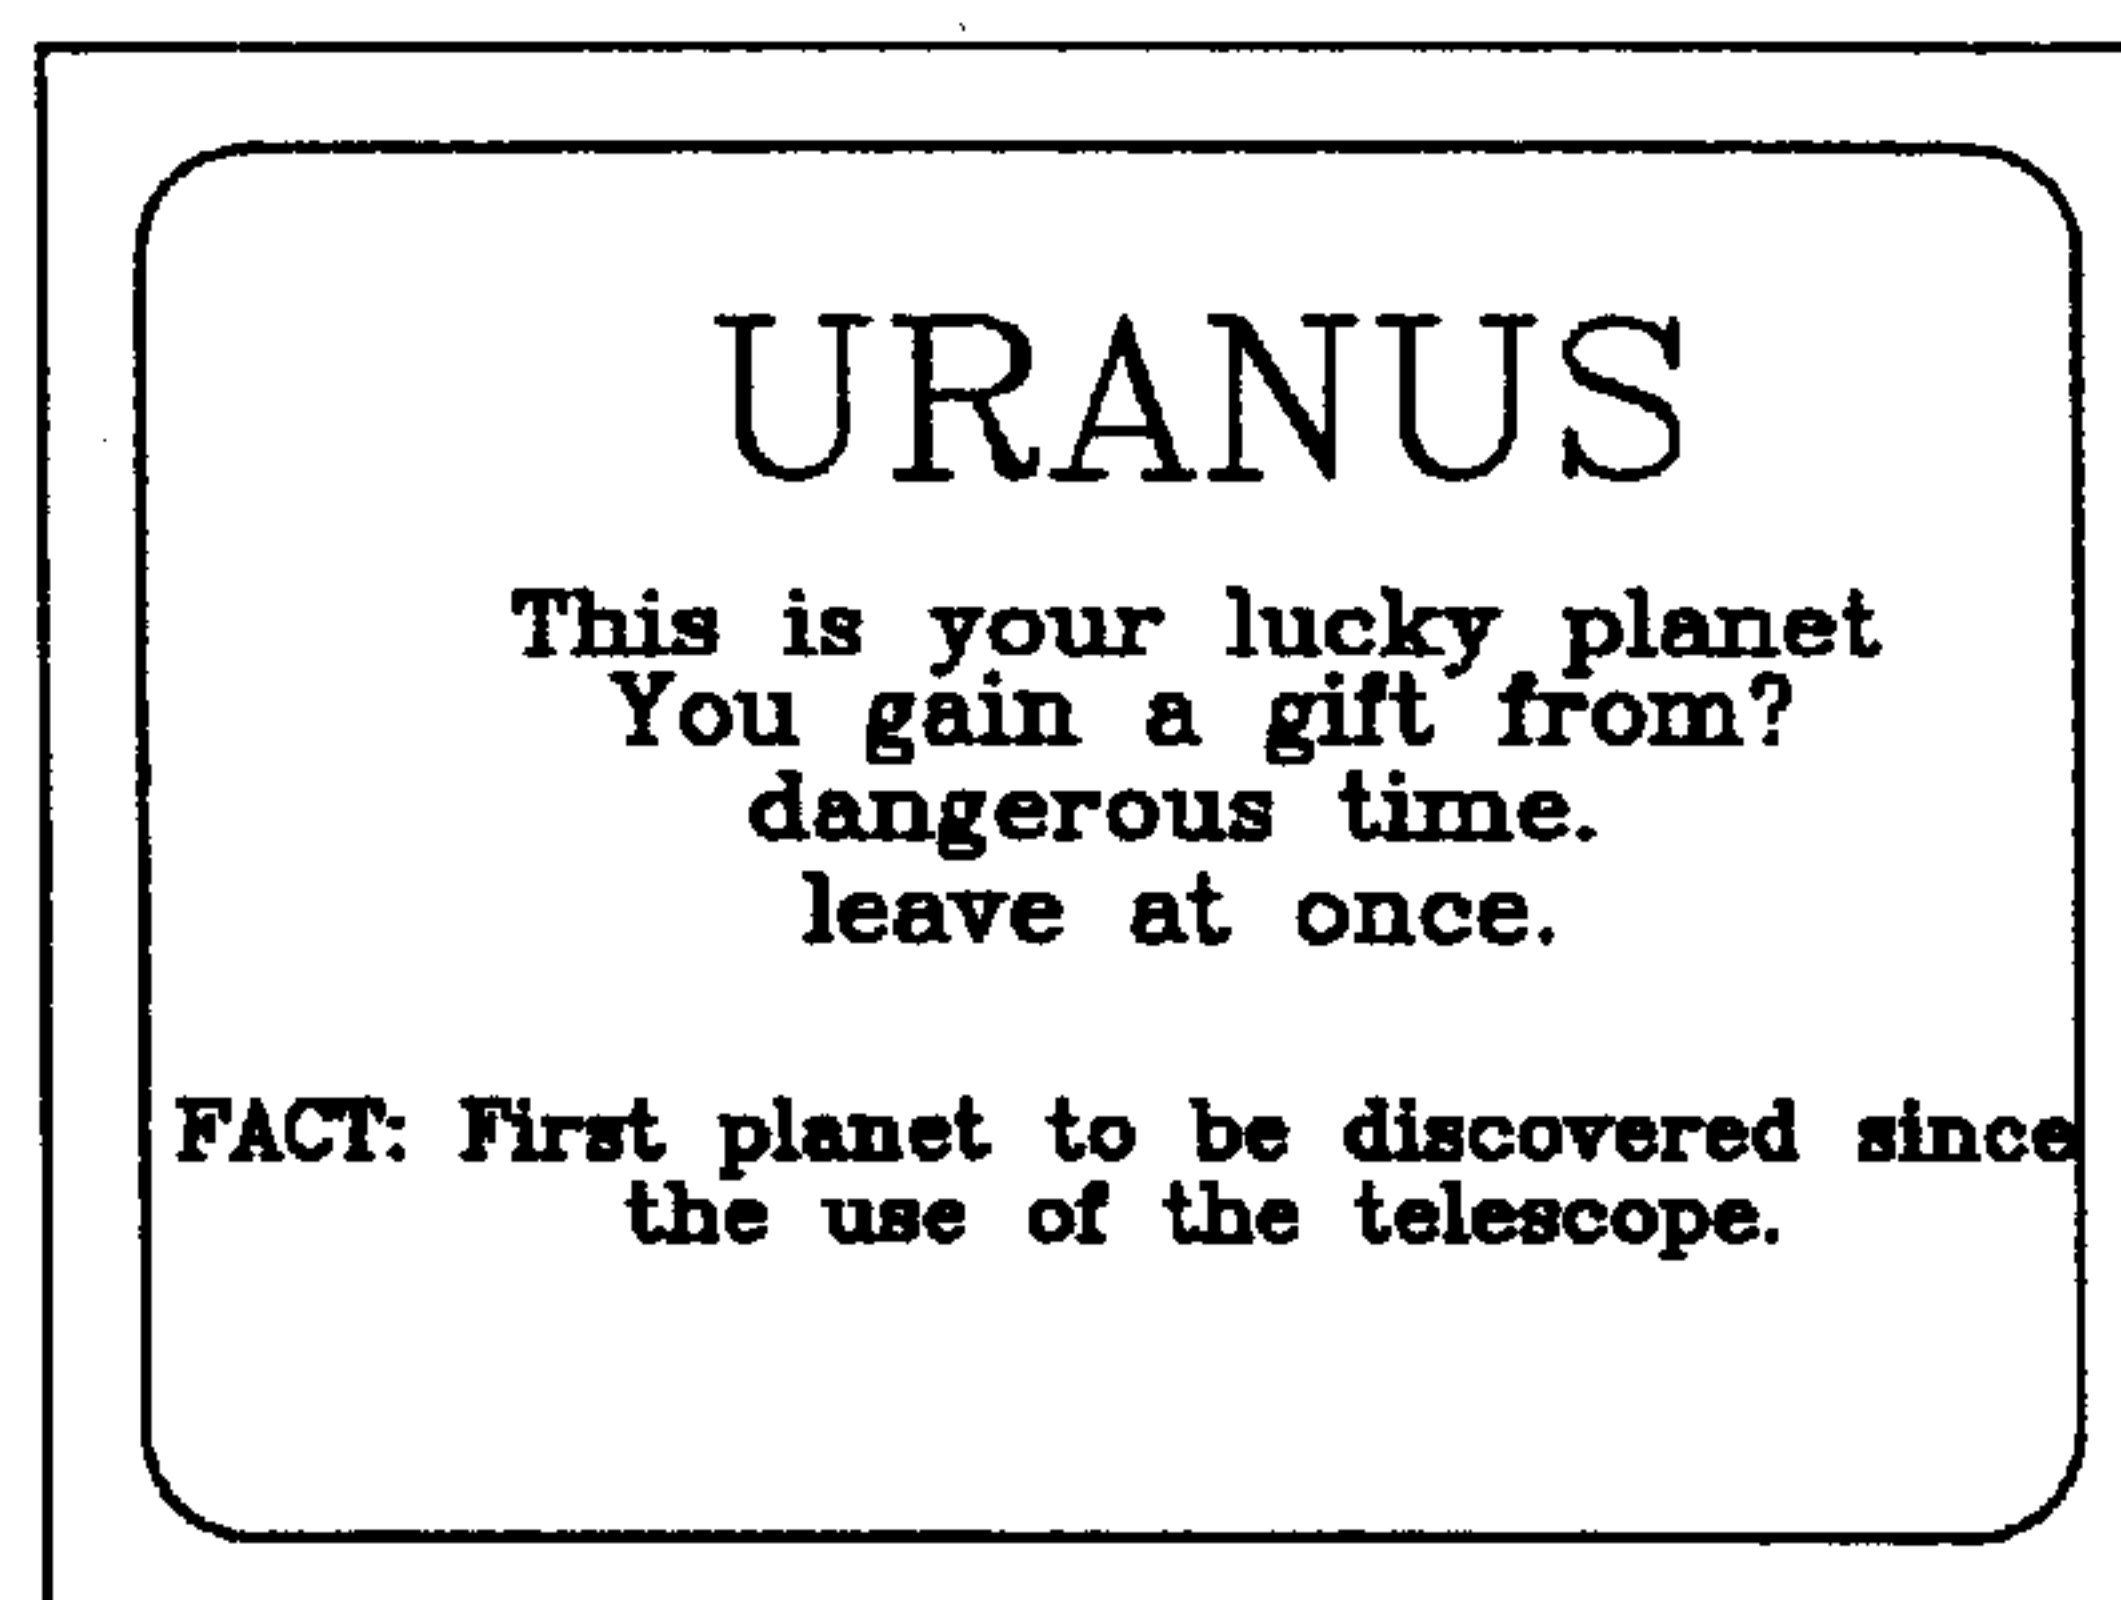 URANUS
This is your lucky planet
You gain a gift from?
dangerous time.
leave at once.
FACT: First planet to be discovered since
the use of the telescope.